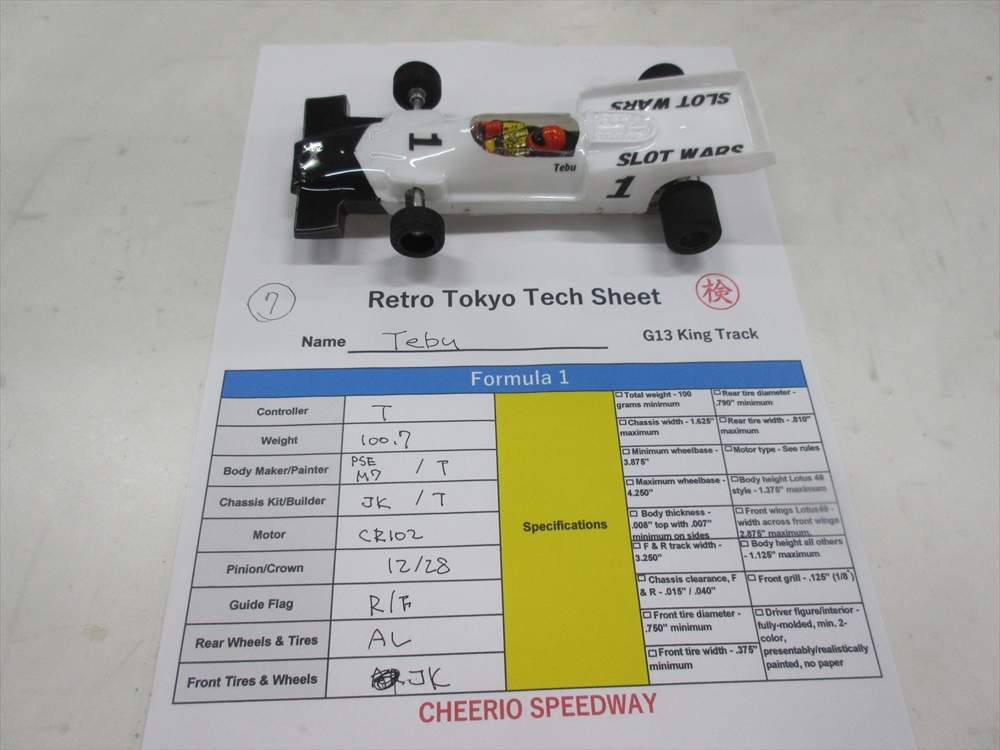 1
SLOT WARS
SLOT WARS
Tebu
1
7
Retro Tokyo Tech Sheet
検
Name Tebu
G13 King Track
Formula 1
Controller T
Weight 100.7
Body Maker/Painter PSE M7 / T
Chassis Kit/Builder JK / T
Motor CR102
Pinion/Crown 12/28
Guide Flag R/F
Rear Wheels & Tires AL
Front Tires & Wheels JK
Specifications
Total weight - 100
grams minimum
Chassis width - 1.625"
maximum
Minimum wheelbase -
3.875"
Maximum wheelbase -
4.250"
Body thickness -
.008" top with .007"
minimum on sides
F & R track width -
3.250"
Chassis clearance, F
& R - .015" / .040"
Front tire diameter -
.750" minimum
Front tire width - .375"
minimum
Rear tire diameter -
.790" minimum
Rear tire width - .810"
maximum
Motor type - See rules
Body height Lotus 49
style - 1.375" maximum
Front wings Lotus49 -
width across front wings
2.875" maximum.
Body height all others
- 1.125" maximum
Front grill - .125" (1/8")
Driver figure/interior -
fully-molded, min. 2-
color,
presentably/realistically
painted, no paper
CHEERIO SPEEDWAY